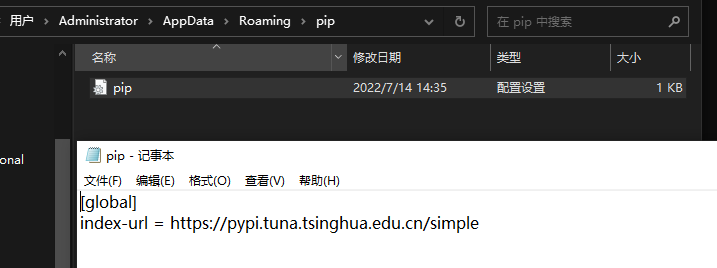 用户 > Administrator > AppData > Roaming > pip
在 pip 中搜索
名称 修改日期 类型 大小
pip 2022/7/14 14:35 配置设置 1 KB
onal
pip - 记事本
文件(F) 编辑(E) 格式(O) 查看(V) 帮助(H)
[global]
index-url = https://pypi.tuna.tsinghua.edu.cn/simple